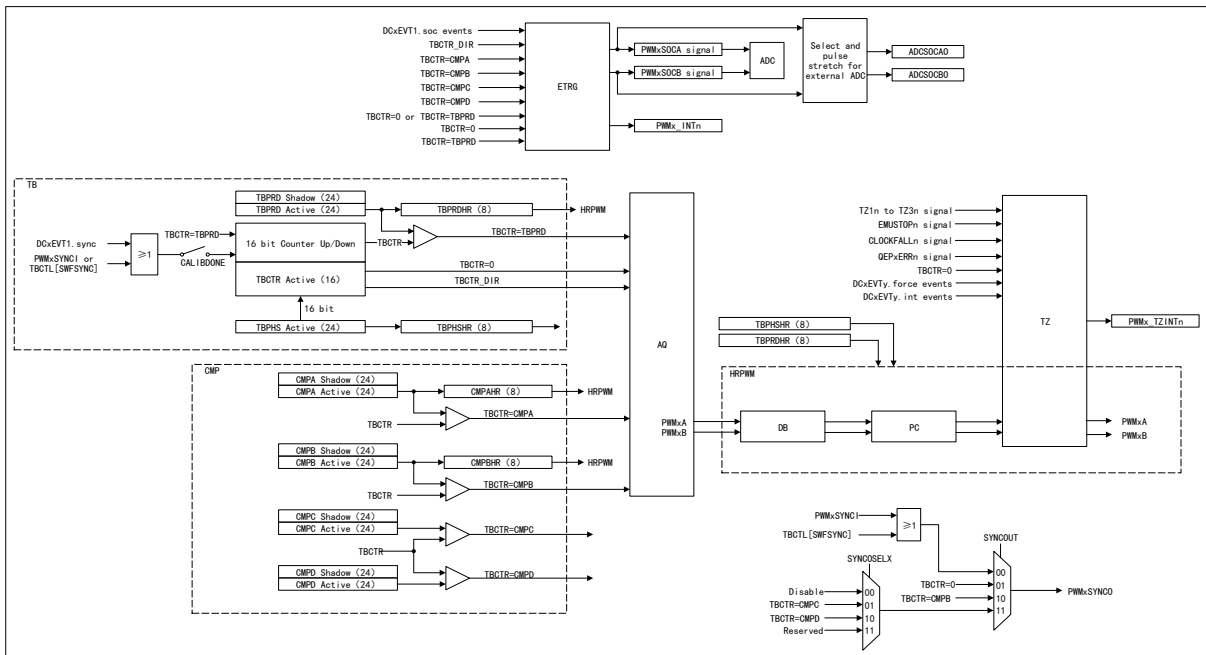 DCxEVT1.soc events
TBCTR_DIR
TBCTR=CMPA
TBCTR=CMPB
TBCTR=CMPC
TBCTR=CMPD
TBCTR=0 or TBCTR=TBPRD
TBCTR=0
TBCTR=TBPRD
ETRG
PWMxSOCA signal
PWMxSOCB signal
ADC
Select and
pulse
stretch for
external ADC
ADCSOCAO
ADCSOCBO
PWMx_INTn
TB
TBPRD Shadow (24)
TBPRD Active (24)
TBPRDHR (8)
HRPWM
TBCTR=TBPRD
DCxEVT1.sync
PWMxSYNCI or
TBCTL[SWFSYNC]
≥1
CALIBDONE
16 bit Counter Up/Down
TBCTR
TBCTR=TBPRD
TBCTR Active (16)
TBCTR=0
TBCTR_DIR
16 bit
TBPHS Active (24)
TBPHSHR (8)
CMP
CMPA Shadow (24)
CMPA Active (24)
CMPAHR (8)
HRPWM
TBCTR
TBCTR=CMPA
CMPB Shadow (24)
CMPB Active (24)
CMPBHR (8)
HRPWM
TBCTR
TBCTR=CMPB
CMPC Shadow (24)
CMPC Active (24)
TBCTR=CMPC
TBCTR
CMPD Shadow (24)
CMPD Active (24)
TBCTR=CMPD
AQ
PWMxA
PWMxB
TZ1n to TZ3n signal
EMUSTOPn signal
CLOCKFALLn signal
QEPxERRn signal
TBCTR=0
DCxEVTy.force events
DCxEVTy.int events
TZ
PWMx_TZINTn
TBPHSHR (8)
TBPRDHR (8)
HRPWM
DB
PC
PWMxA
PWMxB
PWMxSYNCI
TBCTL[SWFSYNC]
≥1
SYNCOUT
SYNCOSELX
00
TBCTR=0
01
TBCTR=CMPB
10
11
PWMxSYNCO
Disable
00
TBCTR=CMPC
01
TBCTR=CMPD
10
Reserved
11